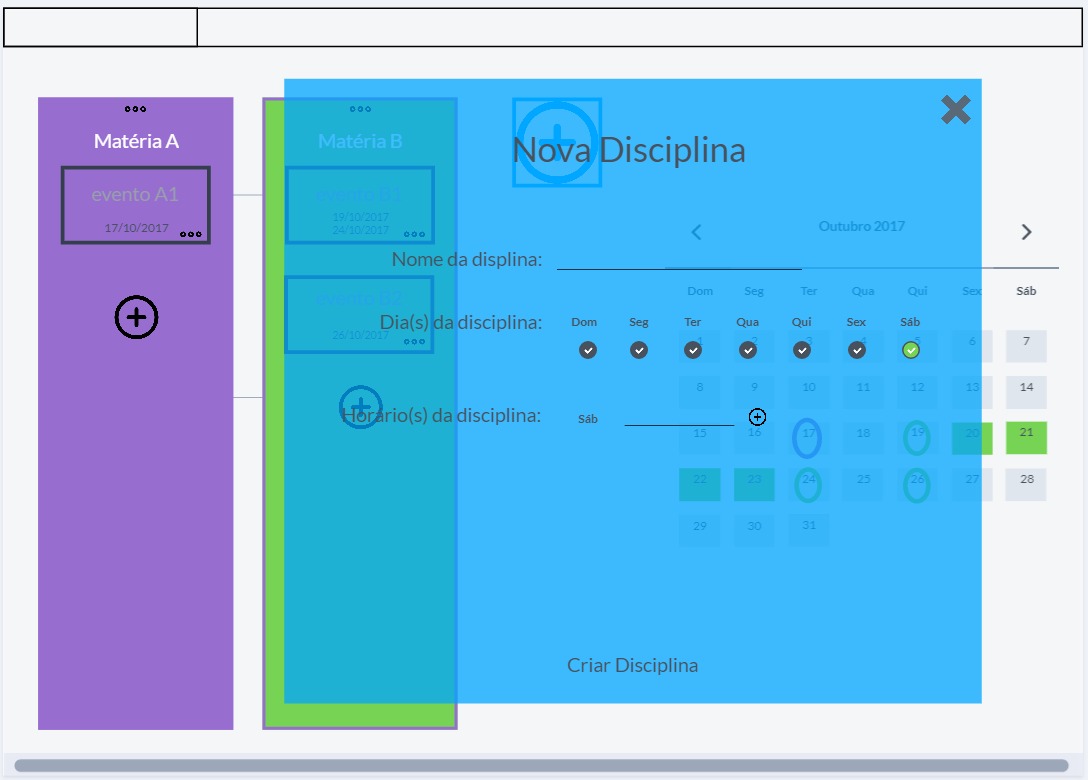 Matéria A
evento A1
17/10/2017
Matéria B
evento B1
19/10/2017
24/10/2017
evento B2
26/10/2017
Nova Disciplina
Nome da displina:
Dia(s) da disciplina:
Dom Seg Ter Qua Qui Sex Sáb
Horário(s) da disciplina:
Sáb
Criar Disciplina
Outubro 2017
Dom Seg Ter Qua Qui Sex Sáb
1 2 3 4 5 6 7
8 9 10 11 12 13 14
15 16 17 18 19 20 21
22 23 24 25 26 27 28
29 30 31